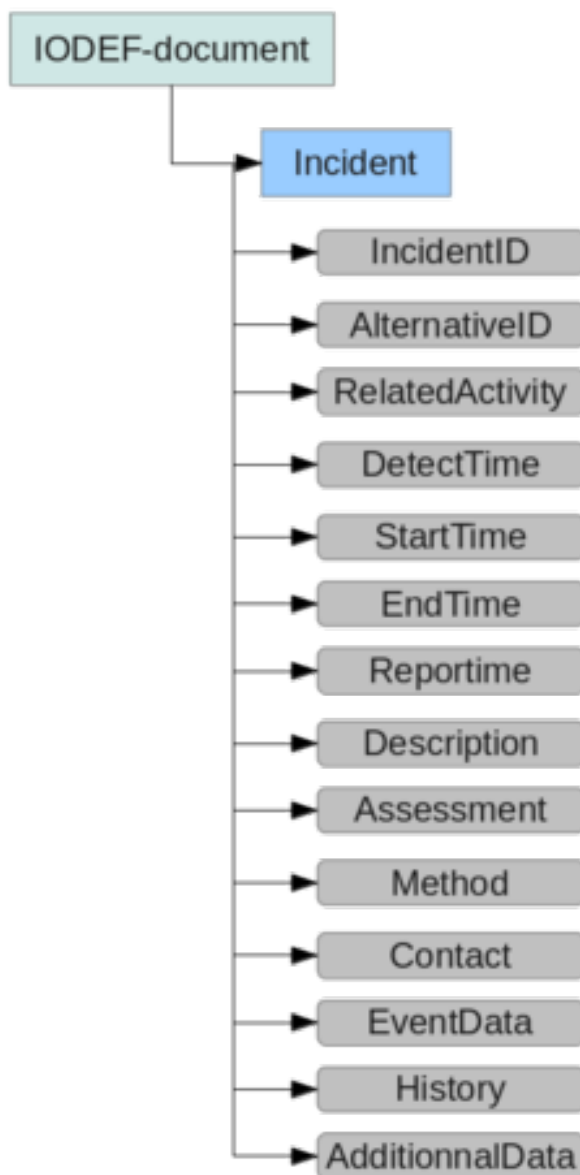 IODEF-document
Incident
IncidentID
AlternativeID
RelatedActivity
DetectTime
StartTime
EndTime
Reportime
Description
Assessment
Method
Contact
EventData
History
AdditionnalData